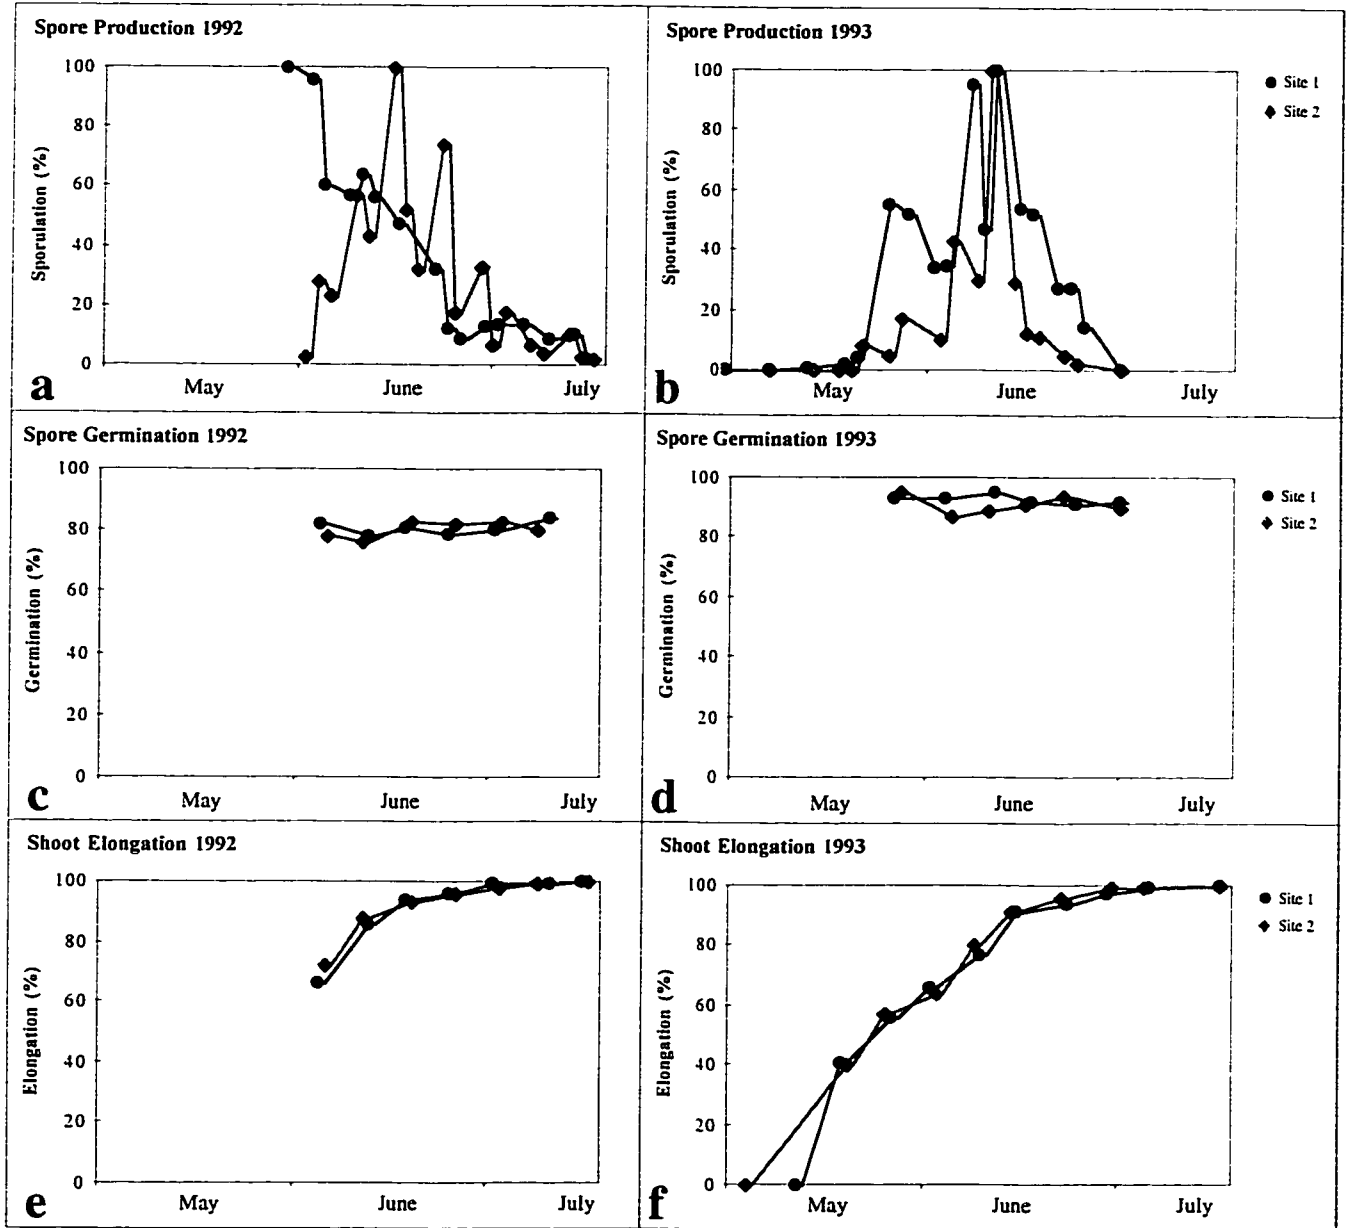 Spore Production 1992
100
80
60
40
20
0
Sporulation (%)
a
May June July
Spore Production 1993
100
80
60
40
20
0
Sporulation (%)
b
May June July
Site 1
Site 2
Spore Germination 1992
100
80
60
40
20
0
Germination (%)
c
May June July
Spore Germination 1993
100
80
60
40
20
0
Germination (%)
d
May June July
Site 1
Site 2
Shoot Elongation 1992
100
80
60
40
20
0
Elongation (%)
e
May June July
Shoot Elongation 1993
100
80
60
40
20
0
Elongation (%)
f
May June July
Site 1
Site 2